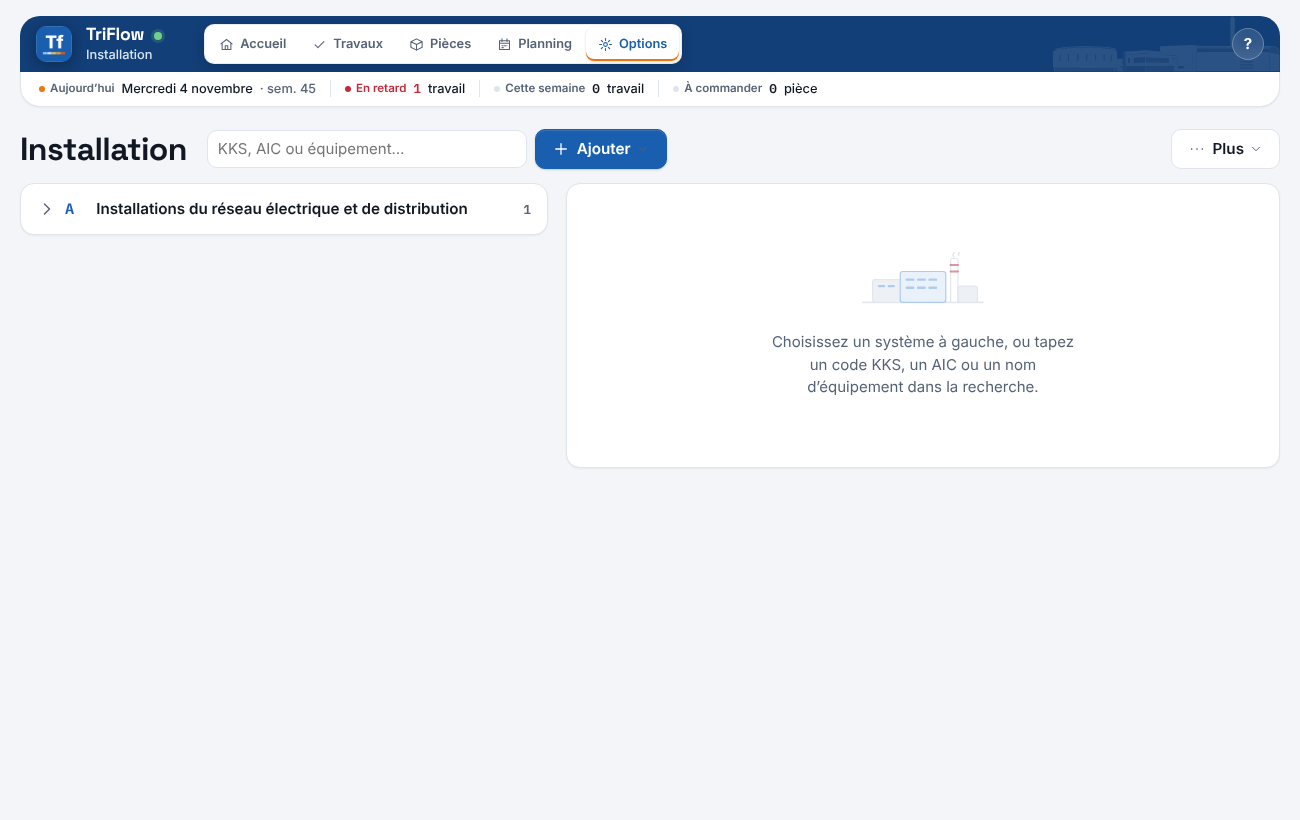 Tf
TriFlow
Installation
Accueil
Travaux
Pièces
Planning
Options
?
Aujourd’hui Mercredi 4 novembre · sem. 45
En retard 1 travail
Cette semaine 0 travail
À commander 0 pièce
Installation
KKS, AIC ou équipement…
+ Ajouter
··· Plus
A Installations du réseau électrique et de distribution 1
Choisissez un système à gauche, ou tapez
un code KKS, un AIC ou un nom
d’équipement dans la recherche.